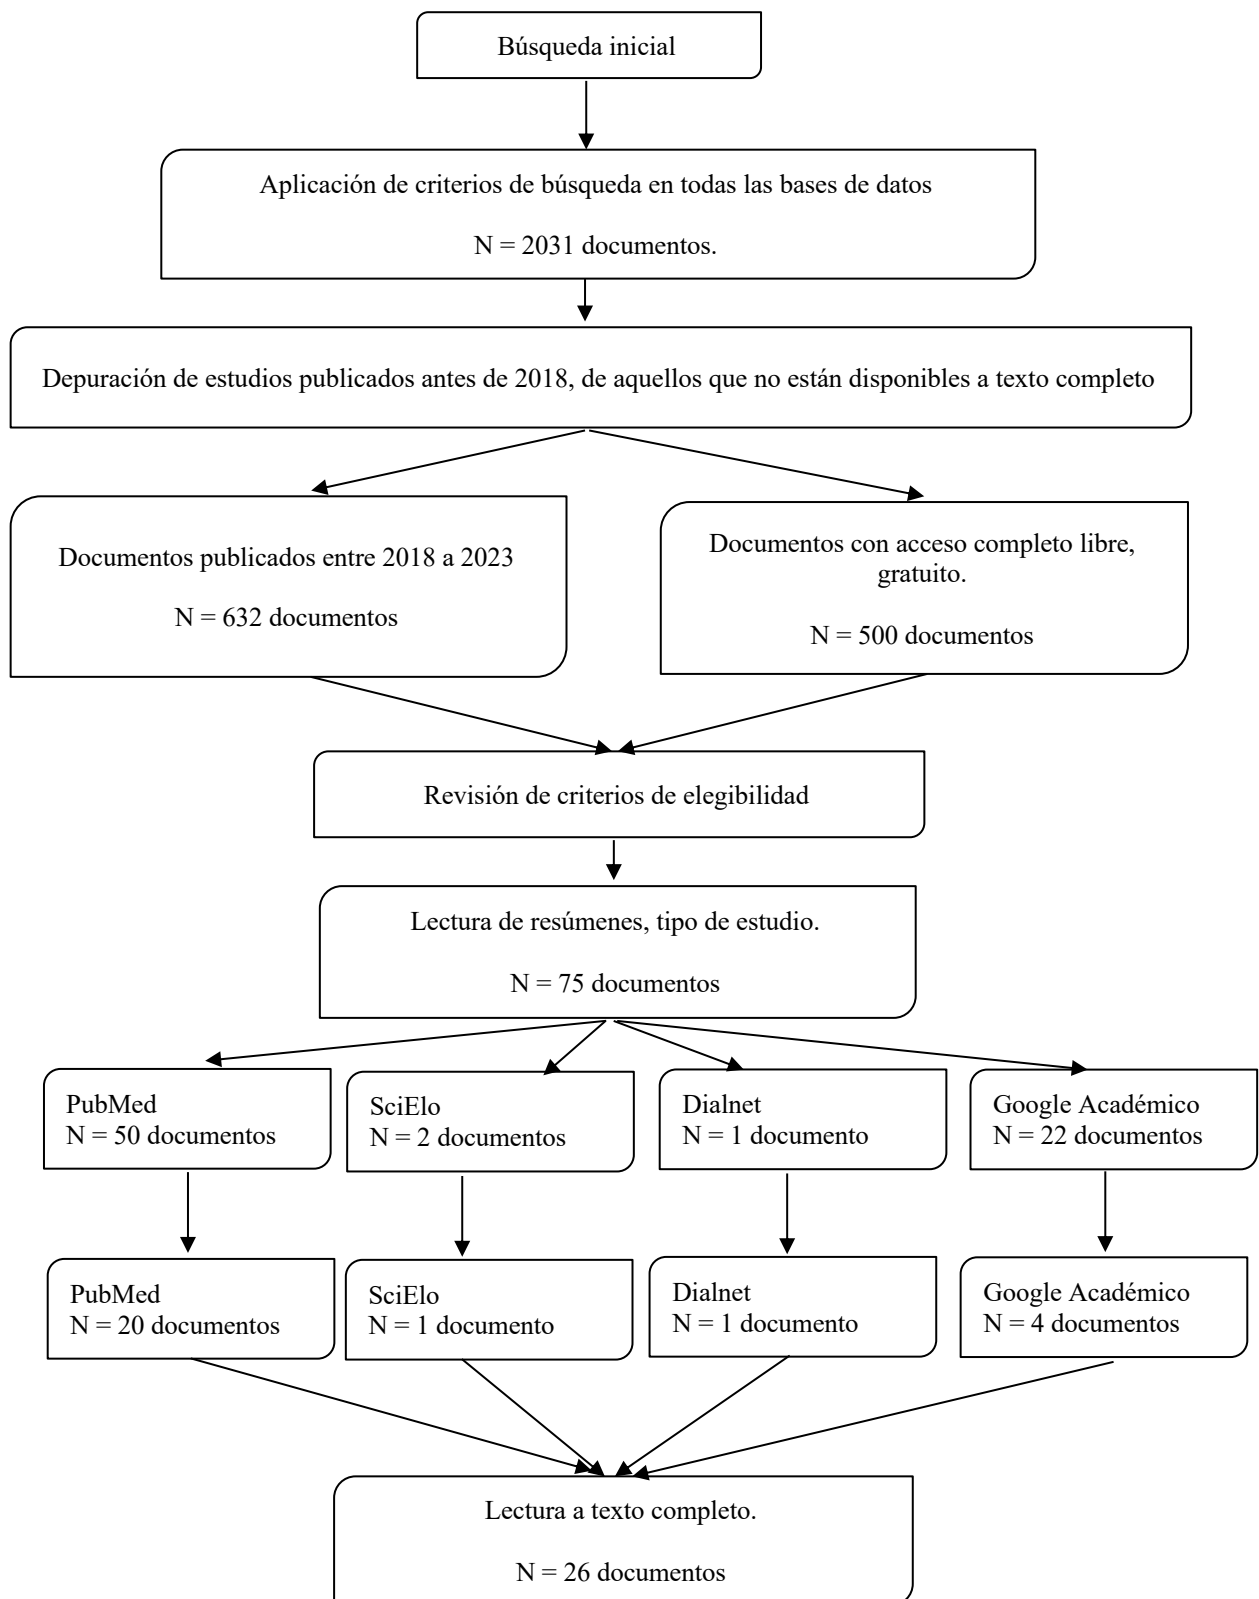 Búsqueda inicial
Aplicación de criterios de búsqueda en todas las bases de datos
N = 2031 documentos.
Depuración de estudios publicados antes de 2018, de aquellos que no están disponibles a texto completo
Documentos publicados entre 2018 a 2023
N = 632 documentos
Documentos con acceso completo libre,
gratuito.
N = 500 documentos
Revisión de criterios de elegibilidad
Lectura de resúmenes, tipo de estudio.
N = 75 documentos
PubMed
N = 50 documentos
SciElo
N = 2 documentos
Dialnet
N = 1 documento
Google Académico
N = 22 documentos
PubMed
N = 20 documentos
SciElo
N = 1 documento
Dialnet
N = 1 documento
Google Académico
N = 4 documentos
Lectura a texto completo.
N = 26 documentos